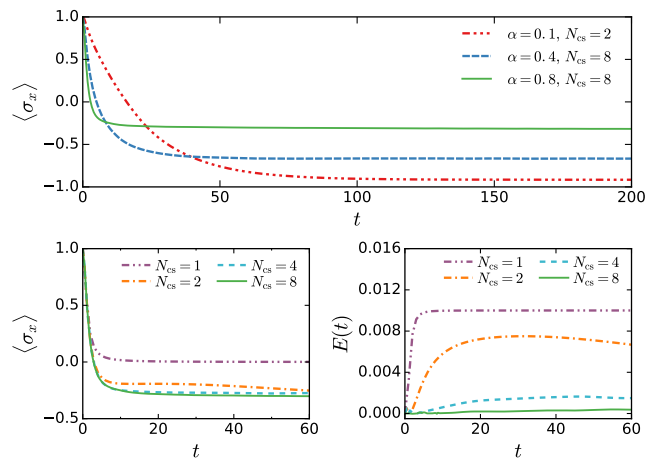 1.0
0.5
0.0
−0.5
−1.0
⟨σx⟩
α = 0.1, Ncs = 2
α = 0.4, Ncs = 8
α = 0.8, Ncs = 8
0 50 100 150 200
t
1.0
0.5
0.0
−0.5
⟨σx⟩
Ncs = 1 Ncs = 4
Ncs = 2 Ncs = 8
0 20 40 60
t
0.016
0.012
0.008
0.004
0.000
E(t)
Ncs = 1 Ncs = 4
Ncs = 2 Ncs = 8
0 20 40 60
t